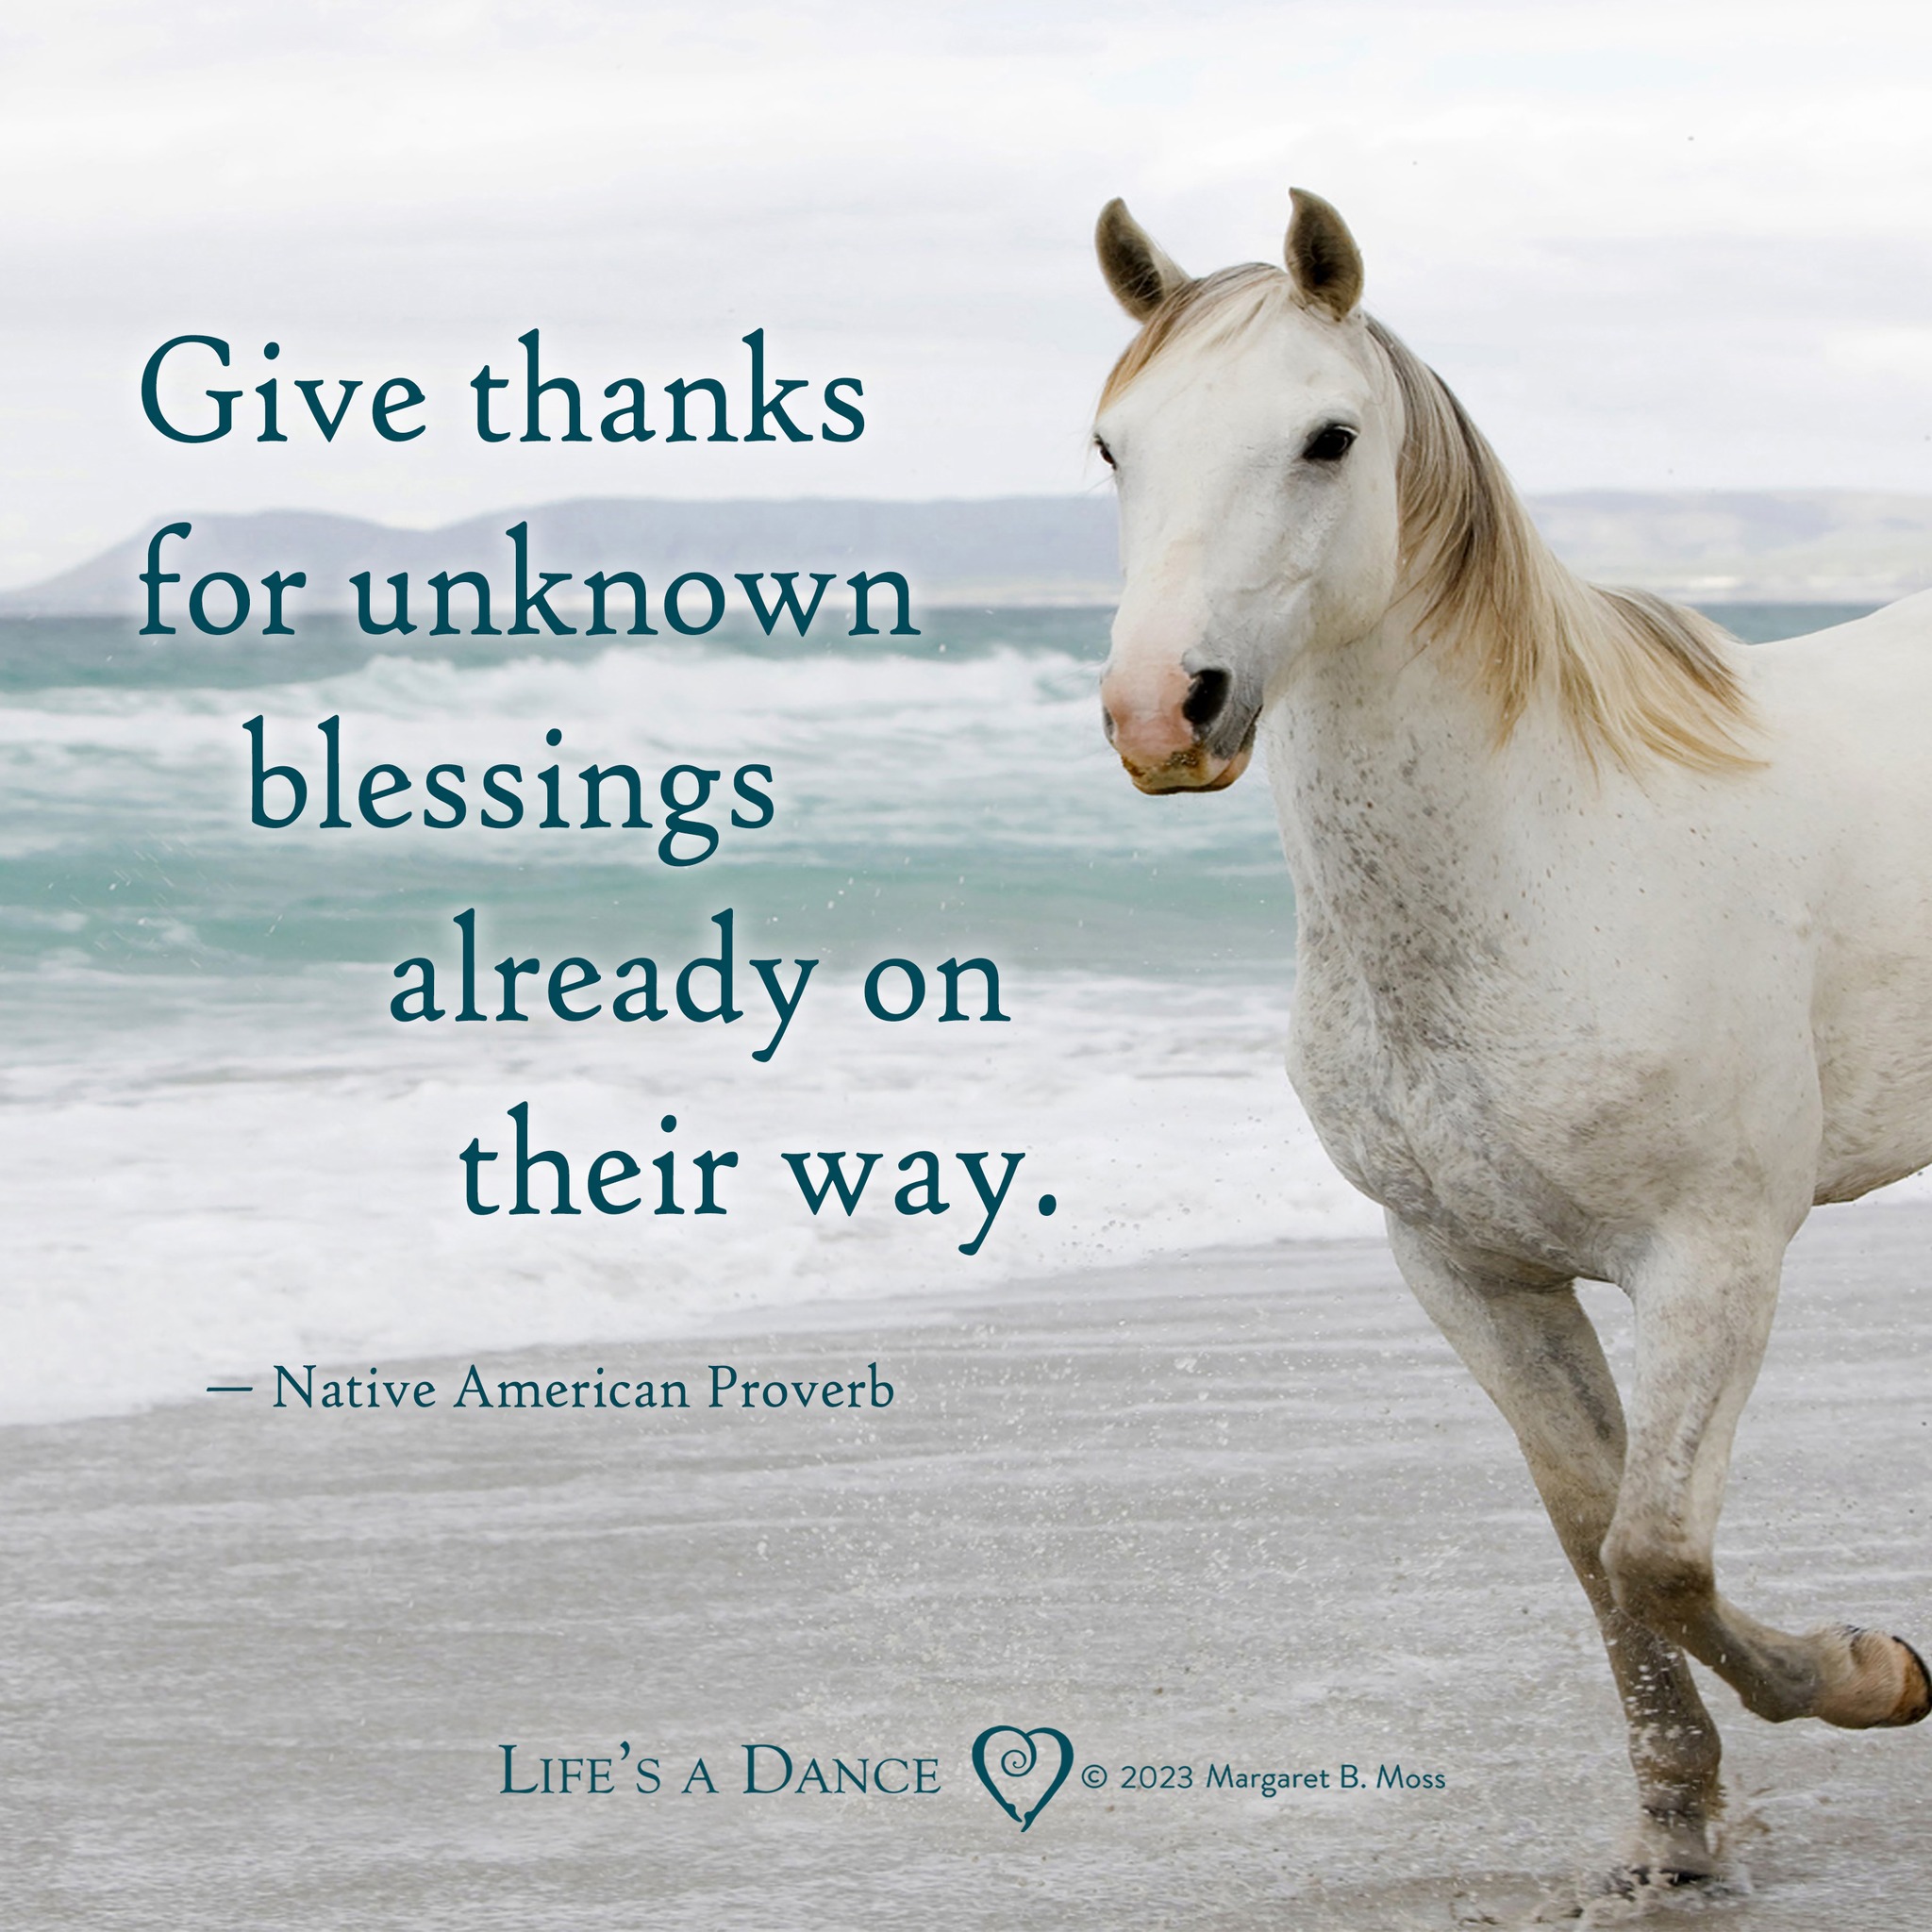 Give thanks
for unknown
blessings
already on
their way.
— Native American Proverb
LIFE'S A DANCE © 2023 Margaret B. Moss